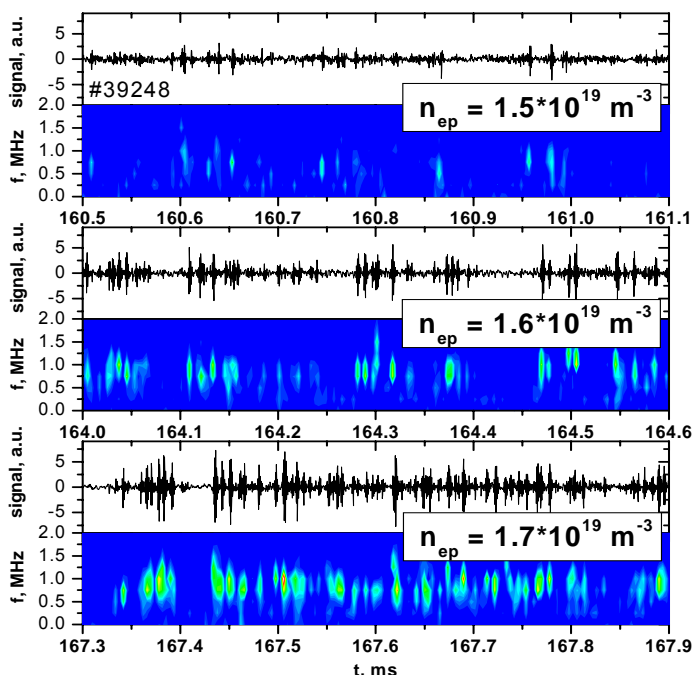 signal, a.u.
5
0
-5
#39248
n_ep = 1.5*10^19 m^-3
f, MHz
2.0
1.5
1.0
0.5
0.0
160.5 160.6 160.7 160.8 160.9 161.0 161.1
signal, a.u.
5
0
-5
n_ep = 1.6*10^19 m^-3
f, MHz
2.0
1.5
1.0
0.5
0.0
164.0 164.1 164.2 164.3 164.4 164.5 164.6
signal, a.u.
5
0
-5
n_ep = 1.7*10^19 m^-3
f, MHz
2.0
1.5
1.0
0.5
0.0
167.3 167.4 167.5 167.6 167.7 167.8 167.9
t, ms